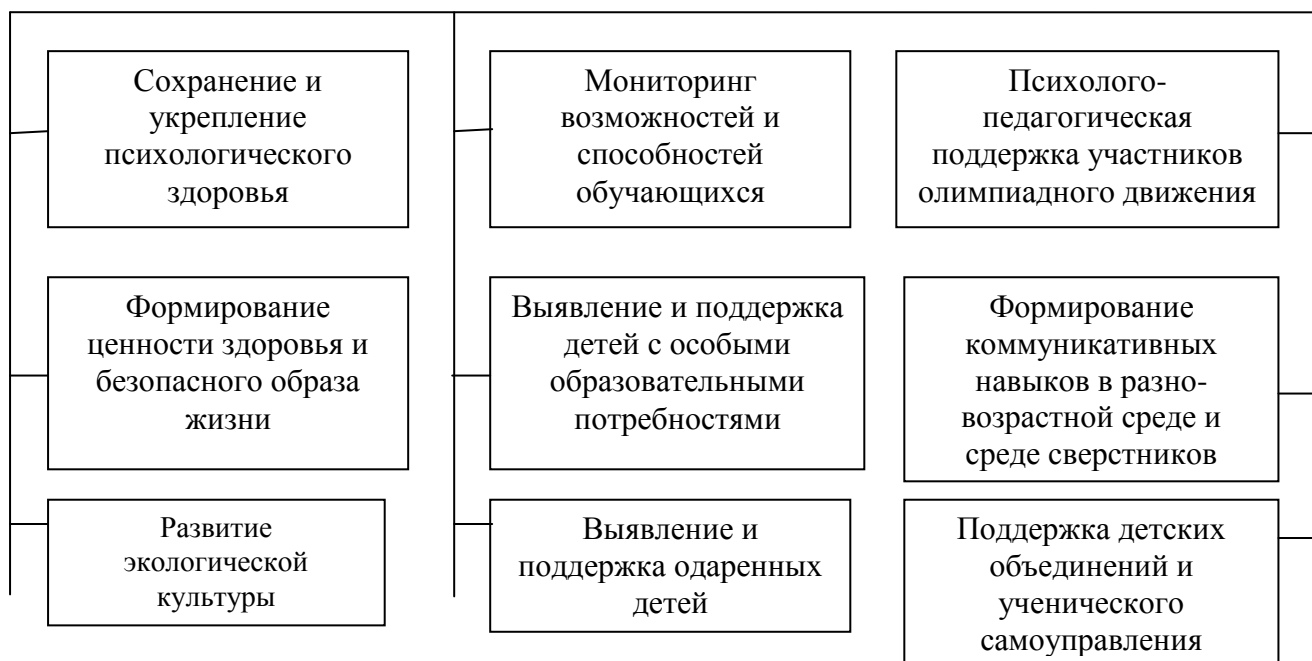 Сохранение и
укрепление
психологического
здоровья
Мониторинг
возможностей и
способностей
обучающихся
Психолого-
педагогическая
поддержка участников
олимпиадного движения
Формирование
ценности здоровья и
безопасного образа
жизни
Выявление и поддержка
детей с особыми
образовательными
потребностями
Формирование
коммуникативных
навыков в разно-
возрастной среде и
среде сверстников
Развитие
экологической
культуры
Выявление и
поддержка одаренных
детей
Поддержка детских
объединений и
ученического
самоуправления